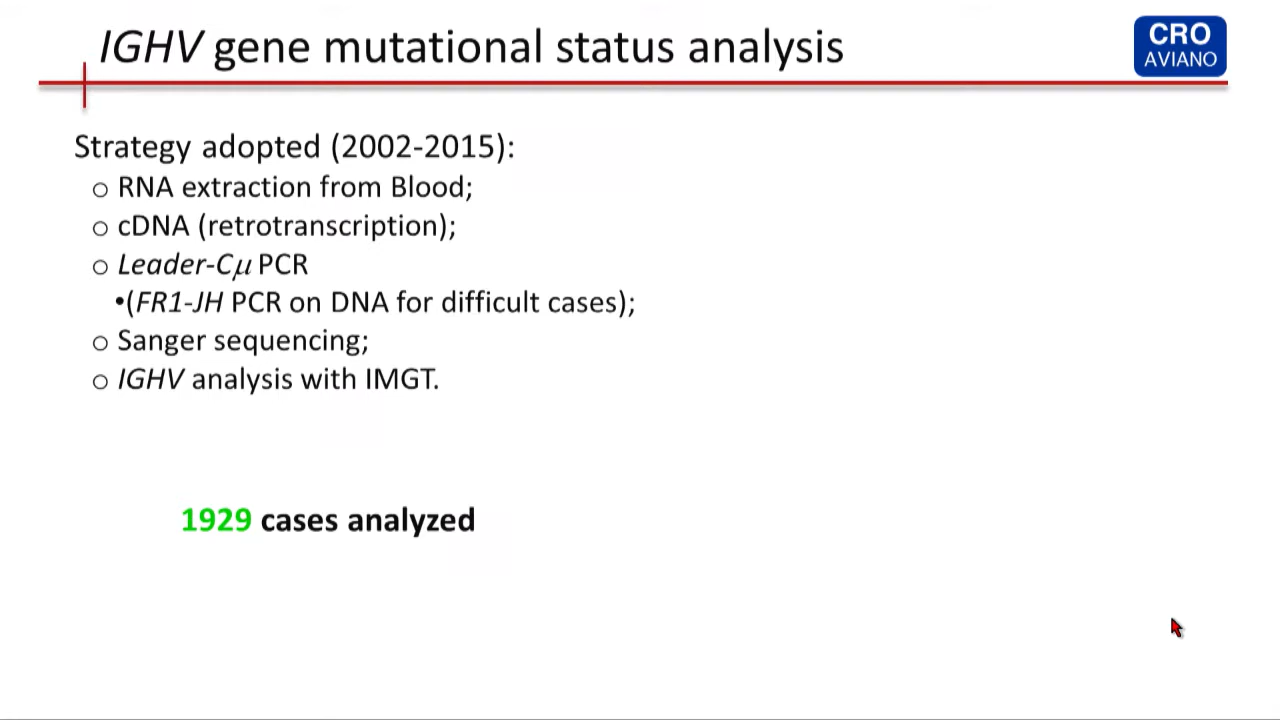 IGHV gene mutational status analysis
CRO
AVIANO
Strategy adopted (2002-2015):
o RNA extraction from Blood;
o cDNA (retrotranscription);
o Leader-Cμ PCR
•(FR1-JH PCR on DNA for difficult cases);
o Sanger sequencing;
o IGHV analysis with IMGT.
1929 cases analyzed